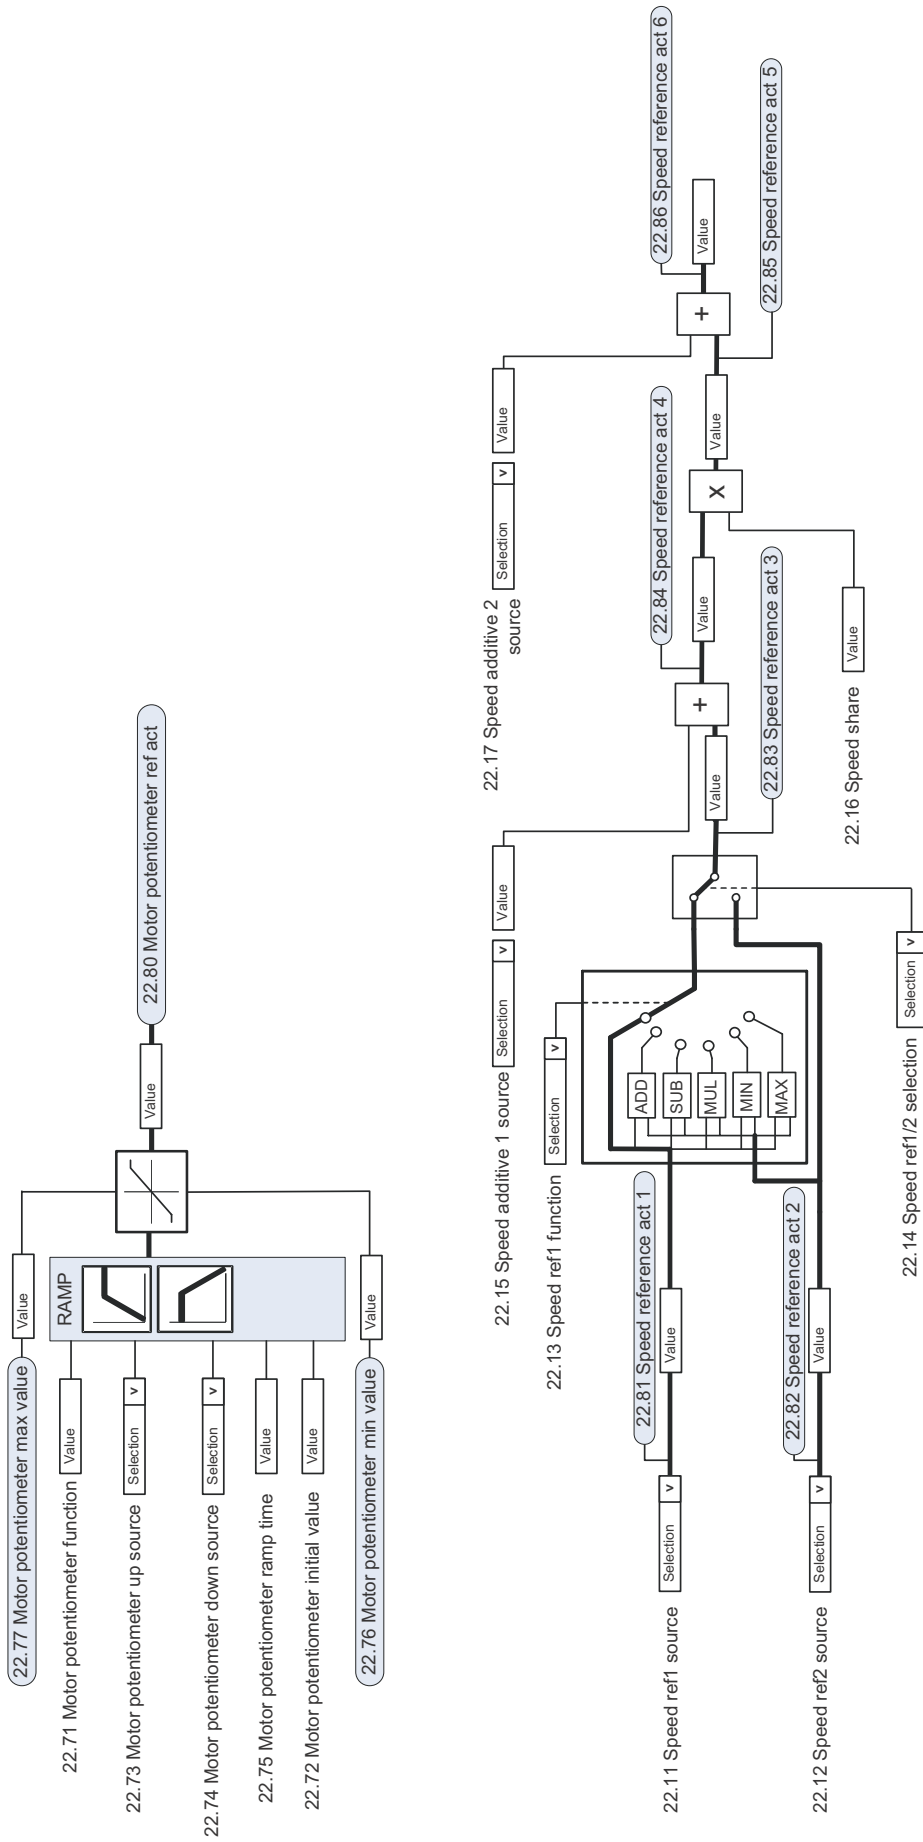 22.77 Motor potentiometer max value
Value
22.71 Motor potentiometer function
Value
RAMP
22.73 Motor potentiometer up source
Selection
v
22.74 Motor potentiometer down source
Selection
v
22.75 Motor potentiometer ramp time
Value
22.72 Motor potentiometer initial value
Value
22.76 Motor potentiometer min value
Value
Value
22.80 Motor potentiometer ref act
22.17 Speed additive 2
source
Selection
v
Value
22.15 Speed additive 1 source
Selection
v
Value
22.13 Speed ref1 function
Selection
v
22.11 Speed ref1 source
Selection
v
22.81 Speed reference act 1
Value
ADD
SUB
MUL
MIN
MAX
22.12 Speed ref2 source
Selection
v
22.82 Speed reference act 2
Value
22.14 Speed ref1/2 selection
Selection
v
22.83 Speed reference act 3
Value
+
22.84 Speed reference act 4
Value
22.16 Speed share
Value
X
Value
22.85 Speed reference act 5
+
22.86 Speed reference act 6
Value